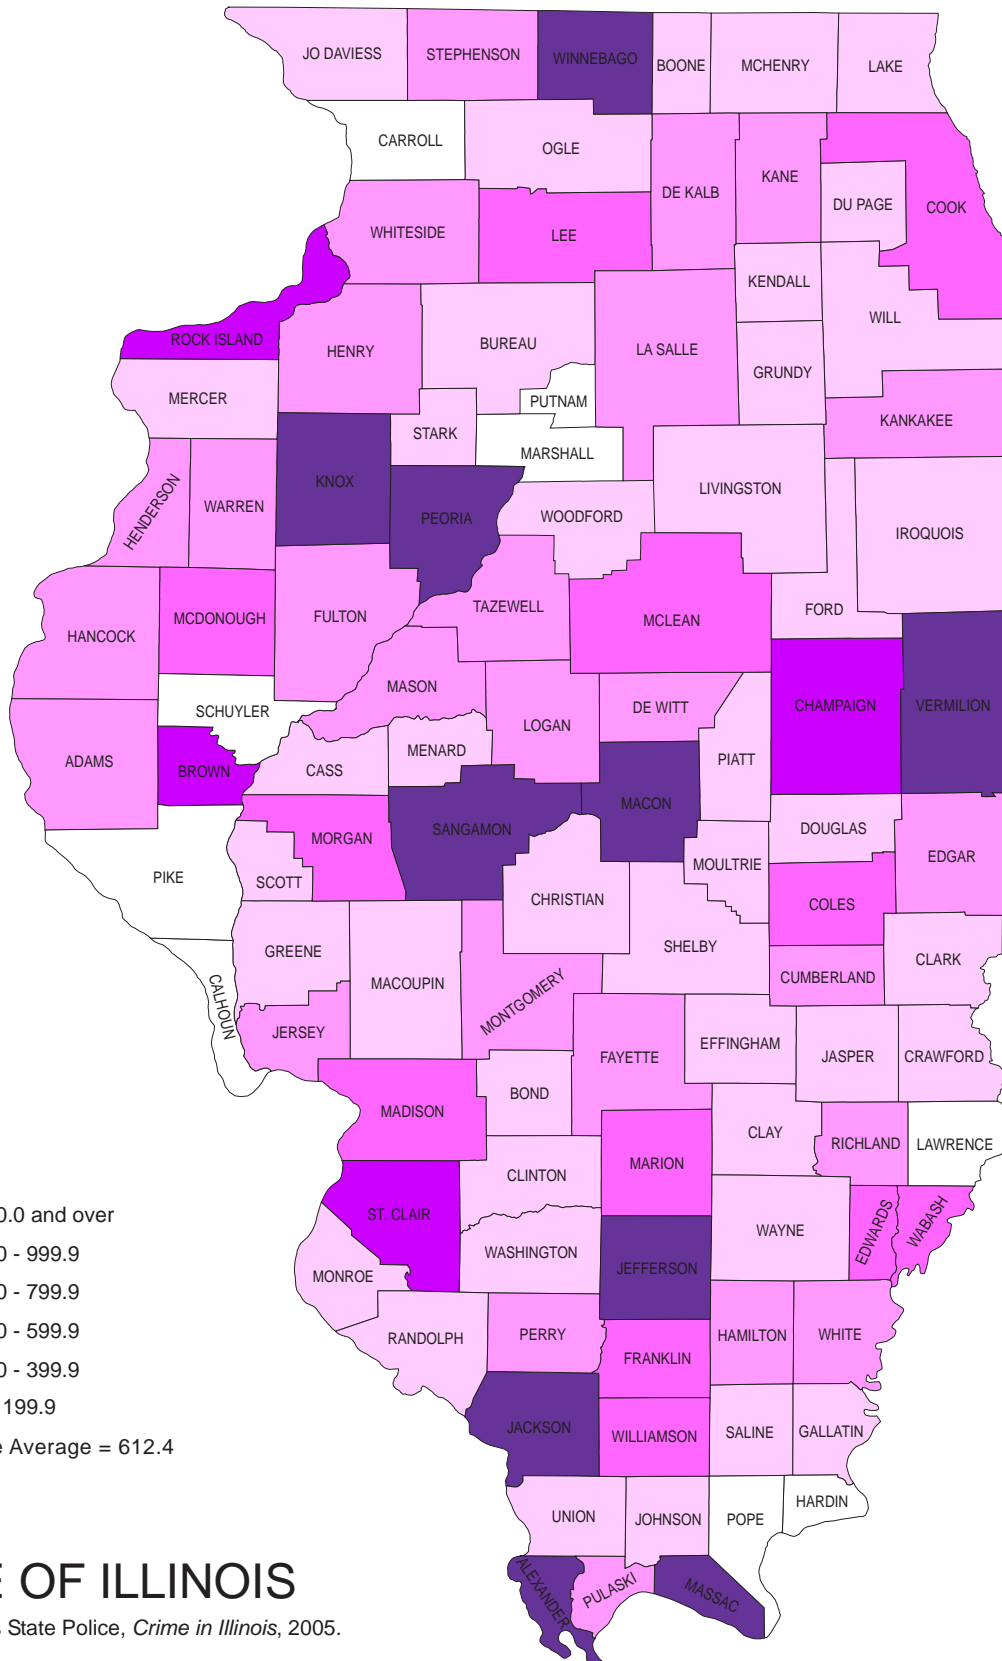 JO DAVIESS
STEPHENSON
WINNEBAGO
BOONE
MCHENRY
LAKE
CARROLL
OGLE
DE KALB
KANE
DU PAGE
COOK
WHITESIDE
LEE
KENDALL
WILL
ROCK ISLAND
HENRY
BUREAU
LA SALLE
GRUNDY
MERCER
PUTNAM
KANKAKEE
STARK
MARSHALL
HENDERSON
WARREN
KNOX
PEORIA
WOODFORD
LIVINGSTON
IROQUOIS
HANCOCK
MCDONOUGH
FULTON
TAZEWELL
MCLEAN
FORD
MASON
SCHUYLER
LOGAN
DE WITT
CHAMPAIGN
VERMILION
ADAMS
BROWN
CASS
MENARD
PIATT
MORGAN
SANGAMON
MACON
DOUGLAS
PIKE
SCOTT
CHRISTIAN
MOULTRIE
EDGAR
COLES
GREENE
MACOUPIN
MONTGOMERY
SHELBY
CUMBERLAND
CLARK
CALHOUN
JERSEY
FAYETTE
EFFINGHAM
JASPER
CRAWFORD
MADISON
BOND
CLAY
RICHLAND
LAWRENCE
MARION
CLINTON
ST. CLAIR
WAYNE
EDWARDS
WABASH
MONROE
WASHINGTON
JEFFERSON
RANDOLPH
PERRY
HAMILTON
WHITE
FRANKLIN
JACKSON
WILLIAMSON
SALINE
GALLATIN
UNION
JOHNSON
POPE
HARDIN
ALEXANDER
PULASKI
MASSAC
0.0 and over
0 - 999.9
0 - 799.9
0 - 599.9
0 - 399.9
199.9
e Average = 612.4
E OF ILLINOIS
s State Police, Crime in Illinois, 2005.